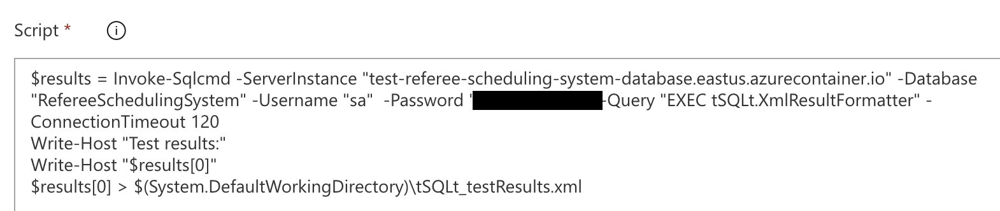 Script * i
$results = Invoke-Sqlcmd -ServerInstance "test-referee-scheduling-system-database.eastus.azurecontainer.io" -Database
"RefereeSchedulingSystem" -Username "sa"  -Password ' -Query "EXEC tSQLt.XmlResultFormatter" -
ConnectionTimeout 120
Write-Host "Test results:"
Write-Host "$results[0]"
$results[0] > $(System.DefaultWorkingDirectory)\tSQLt_testResults.xml